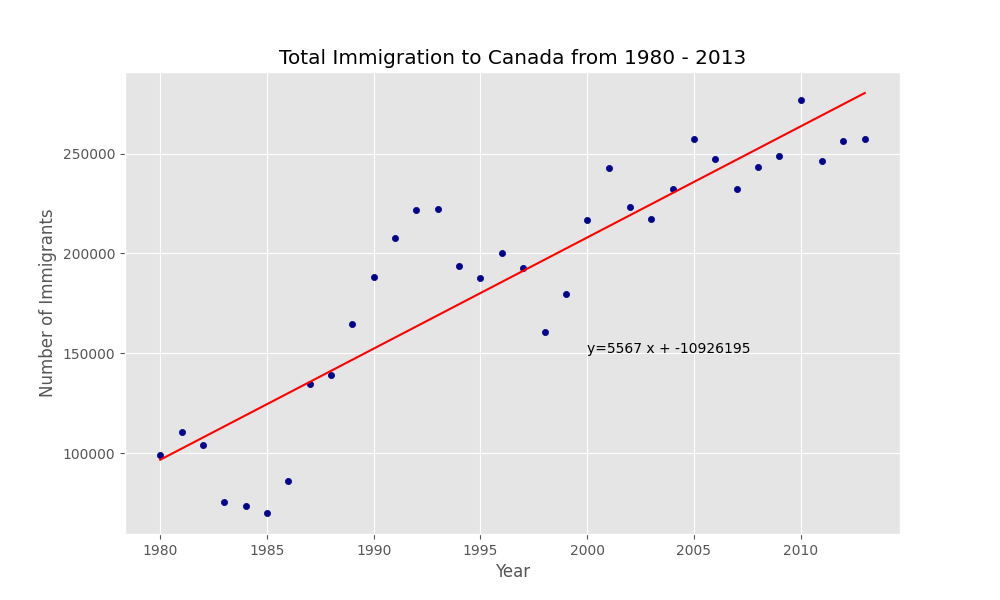 Total Immigration to Canada from 1980 - 2013
Number of Immigrants
250000
200000
150000
100000
y=5567 x + -10926195
1980 1985 1990 1995 2000 2005 2010
Year